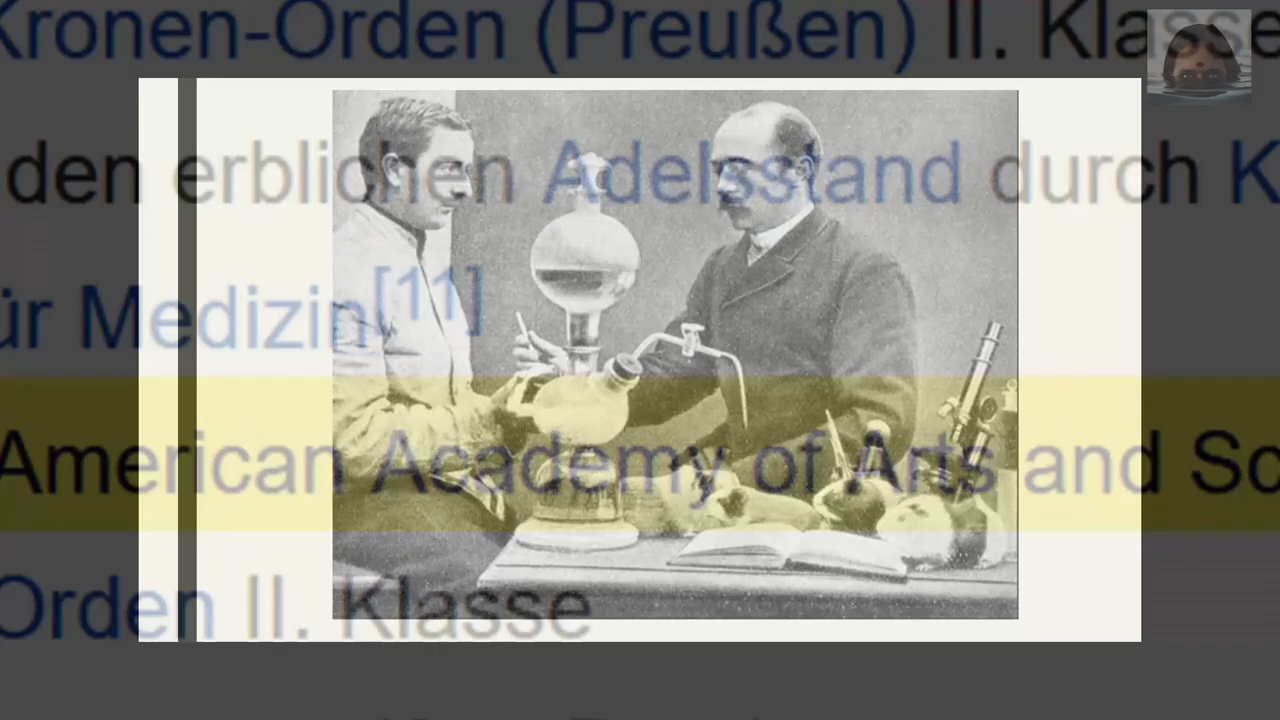 Kronen-Orden (Preußen) II. Klasse
den erblichen Adelsstand durch K
ür Medizin[11]
American Academy of Arts and Sc
Orden II. Klasse